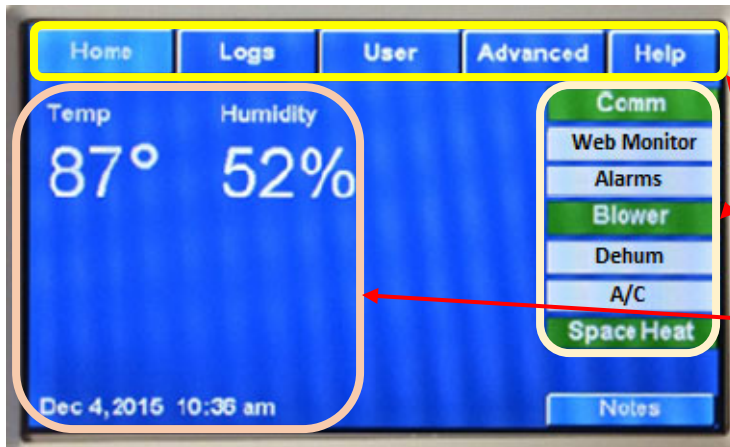 Home Logs User Advanced Help
Temp Humidity
87° 52%
Comm
Web Monitor
Alarms
Blower
Dehum
A/C
Space Heat
Dec 4, 2015 10:36 am
Notes